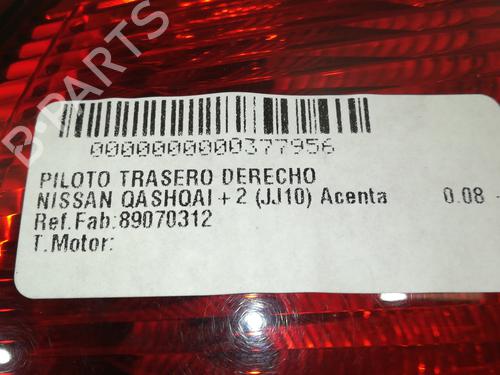 B-PARTS
0000000000377956
PILOTO TRASERO DERECHO
NISSAN QASHQAI + 2 (JJ10) Acenta 0.08 -
Ref.Fab:89070312
T.Motor: